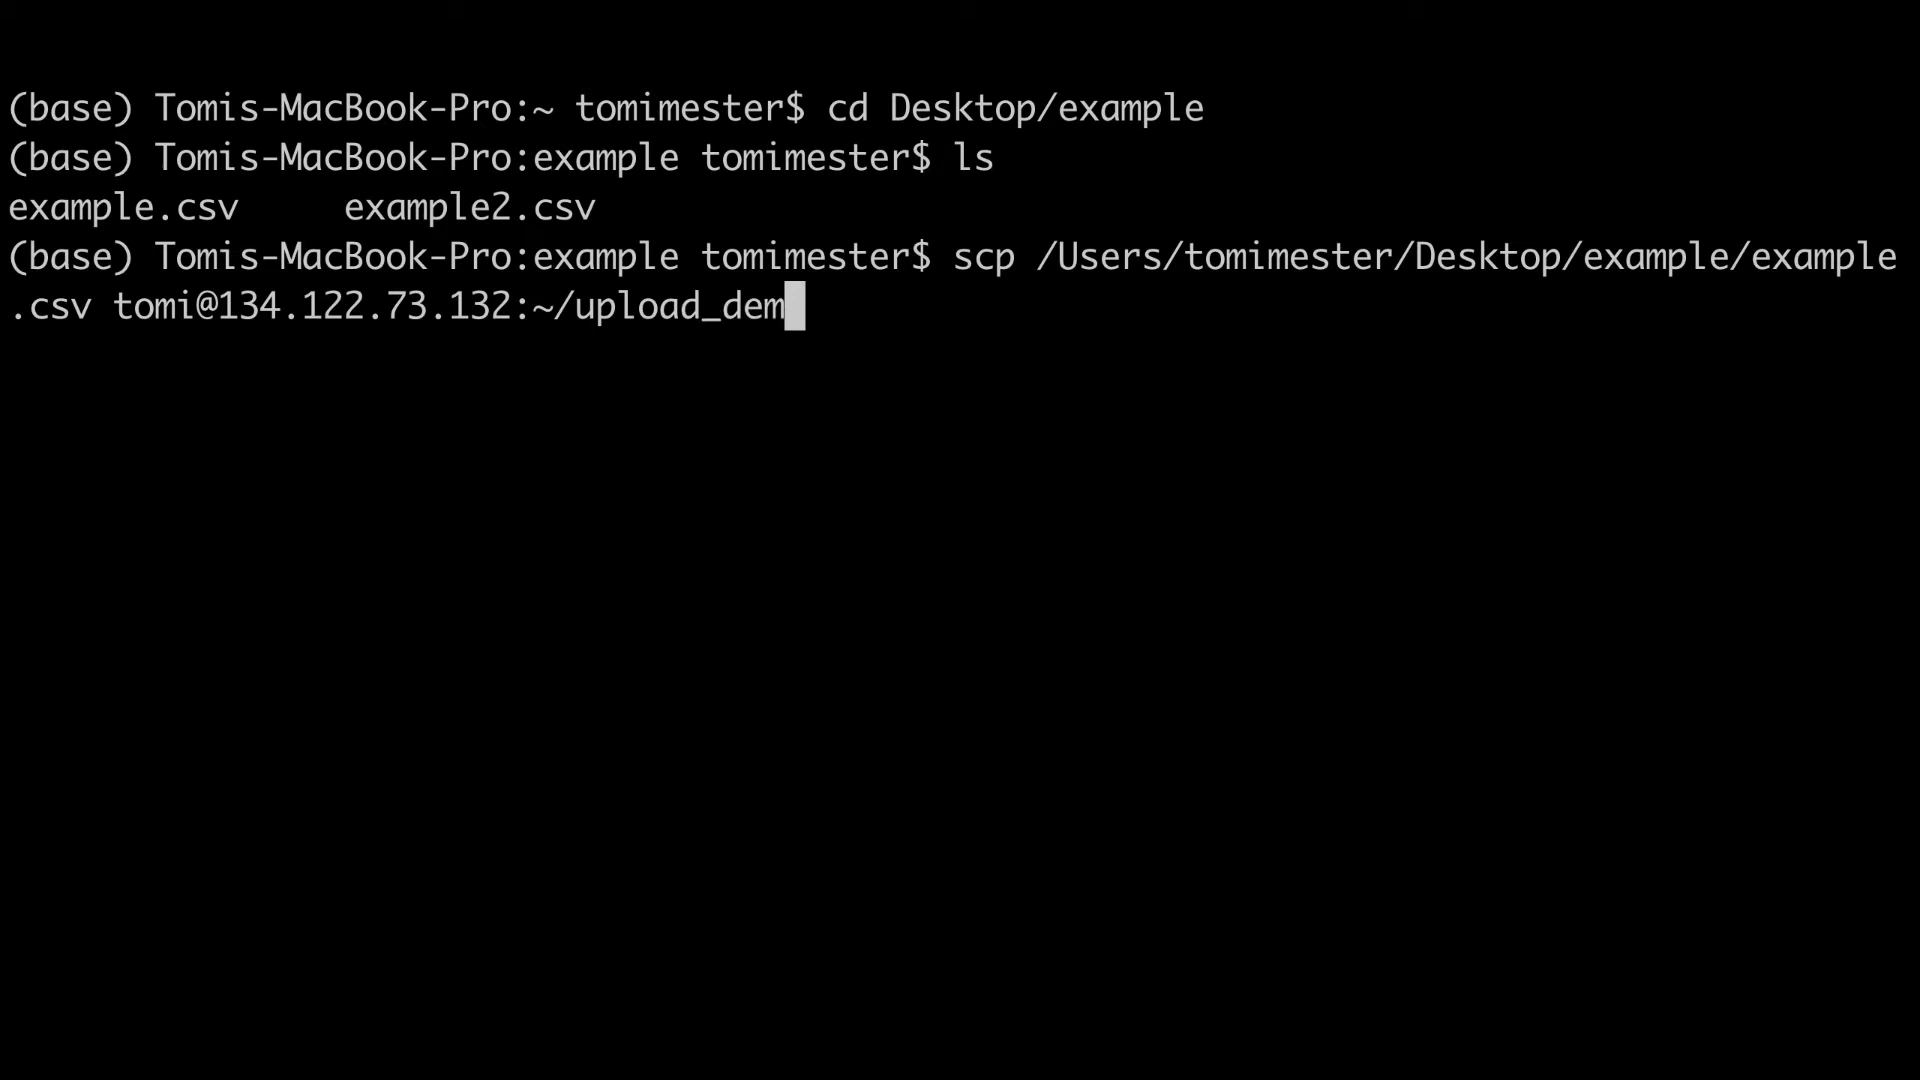 (base) Tomis-MacBook-Pro:~ tomimester$ cd Desktop/example
(base) Tomis-MacBook-Pro:example tomimester$ ls
example.csv     example2.csv
(base) Tomis-MacBook-Pro:example tomimester$ scp /Users/tomimester/Desktop/example/example
.csv tomi@134.122.73.132:~/upload_dem